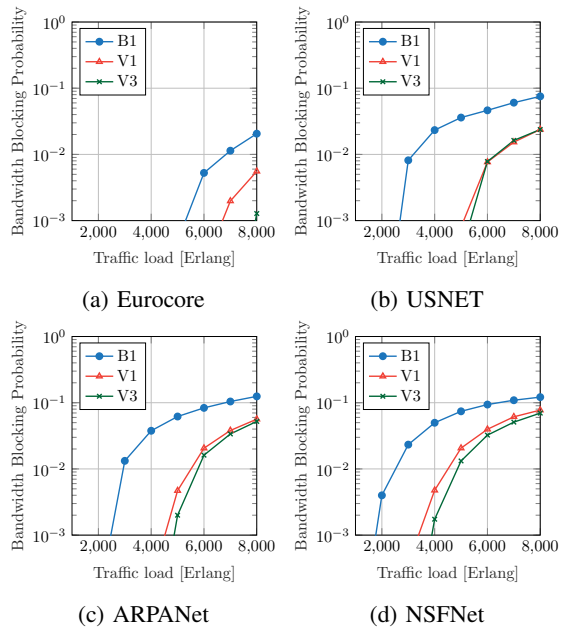 10^0
10^−1
10^−2
10^−3
Bandwidth Blocking Probability
B1
V1
V3
2,000 4,000 6,000 8,000
Traffic load [Erlang]
(a) Eurocore
10^0
10^−1
10^−2
10^−3
Bandwidth Blocking Probability
B1
V1
V3
2,000 4,000 6,000 8,000
Traffic load [Erlang]
(b) USNET
10^0
10^−1
10^−2
10^−3
Bandwidth Blocking Probability
B1
V1
V3
2,000 4,000 6,000 8,000
Traffic load [Erlang]
(c) ARPANet
10^0
10^−1
10^−2
10^−3
Bandwidth Blocking Probability
B1
V1
V3
2,000 4,000 6,000 8,000
Traffic load [Erlang]
(d) NSFNet